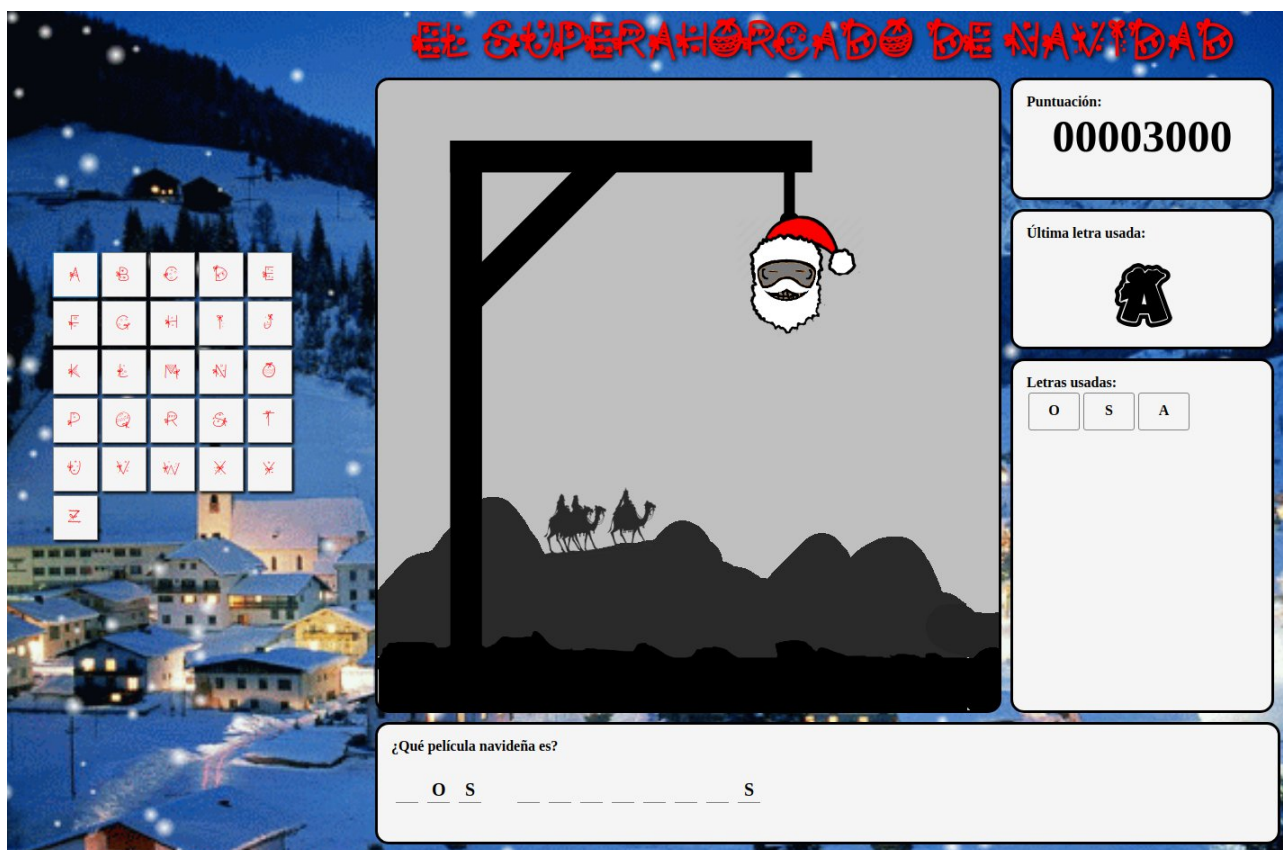 EL SUPERAHORCADO DE NAVIDAD
Puntuación:
00003000
Última letra usada:
A
A B C D E
F G H I J
K L M N O
P Q R S T
U V W X Y
Z
Letras usadas:
O S A
¿Qué película navideña es?
_ O S _ _ _ _ _ _ _ S